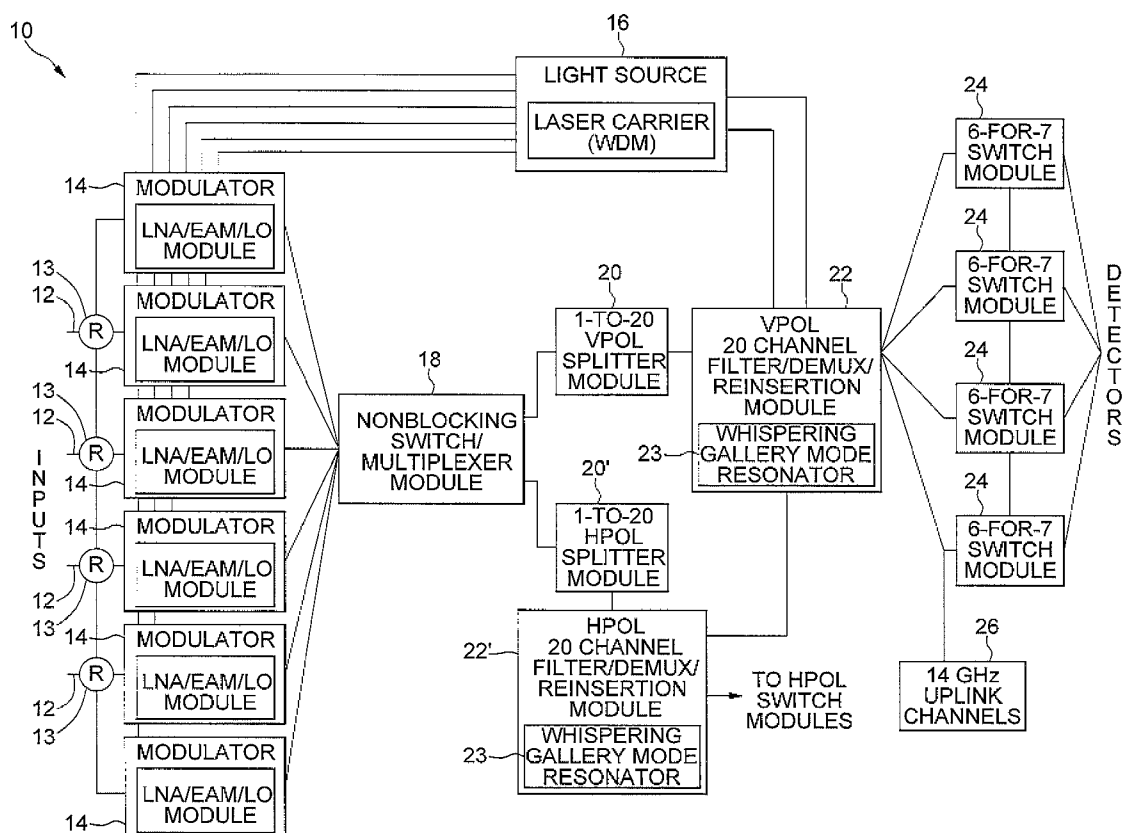 10
16
LIGHT SOURCE
LASER CARRIER
(WDM)
14
MODULATOR
LNA/EAM/LO
MODULE
13
12
R
MODULATOR
LNA/EAM/LO
MODULE
14
13
12
R
MODULATOR
LNA/EAM/LO
MODULE
14
INPUTS
14
MODULATOR
LNA/EAM/LO
MODULE
12
R
13
14
MODULATOR
LNA/EAM/LO
MODULE
12
R
13
MODULATOR
LNA/EAM/LO
MODULE
14
18
NONBLOCKING
SWITCH/
MULTIPLEXER
MODULE
20
1-TO-20
VPOL
SPLITTER
MODULE
20'
1-TO-20
HPOL
SPLITTER
MODULE
22
VPOL
20 CHANNEL
FILTER/DEMUX/
REINSERTION
MODULE
23
WHISPERING
GALLERY MODE
RESONATOR
22'
HPOL
20 CHANNEL
FILTER/DEMUX/
REINSERTION
MODULE
23
WHISPERING
GALLERY MODE
RESONATOR
TO HPOL
SWITCH
MODULES
24
6-FOR-7
SWITCH
MODULE
24
6-FOR-7
SWITCH
MODULE
24
6-FOR-7
SWITCH
MODULE
24
6-FOR-7
SWITCH
MODULE
DETECTORS
26
14 GHz
UPLINK
CHANNELS